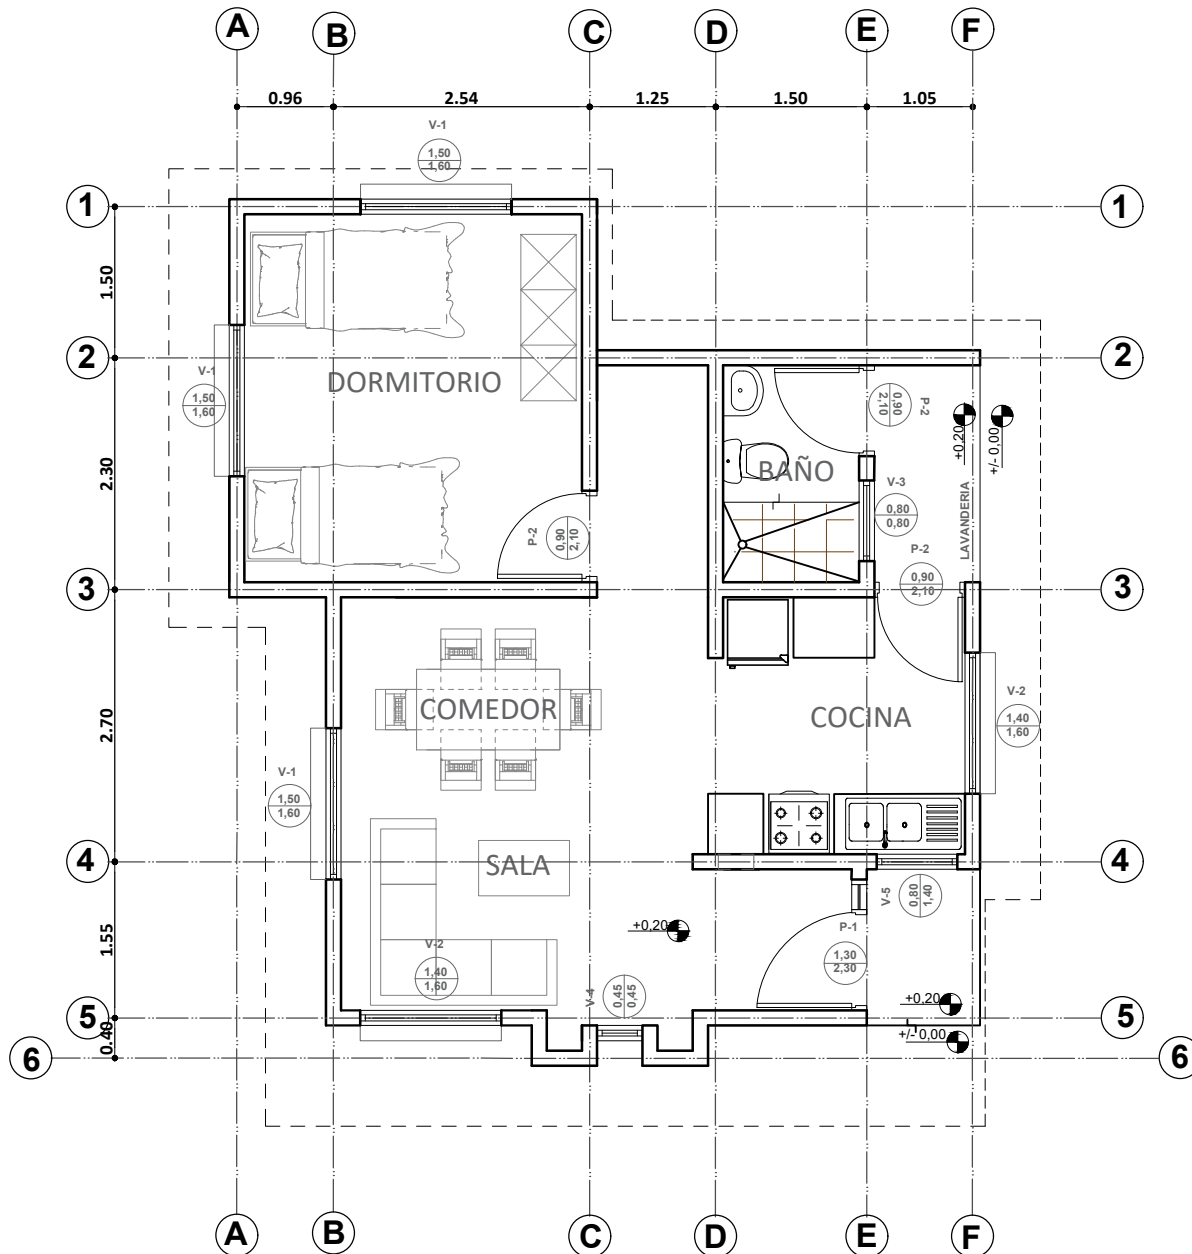 A
B
C
D
E
F
0.96
2.54
1.25
1.50
1.05
V-1
1,50
1,60
1
1
1.50
2
2
DORMITORIO
V-1
1,50
1,60
0,90
2,10
P-2
+0,20
+/- 0,00
2.30
BAÑO
V-3
0,80
0,80
LAVANDERIA
P-2
0,90
2,10
P-2
0,90
2,10
3
3
2.70
COMEDOR
COCINA
V-2
1,40
1,60
V-1
1,50
1,60
4
4
SALA
V-5
0,80
1,40
1.55
+0,20
P-1
1,30
2,30
V-2
1,40
1,60
V-4
0,45
0,45
+0,20
5
5
0.40
+/- 0,00
6
6
A
B
C
D
E
F